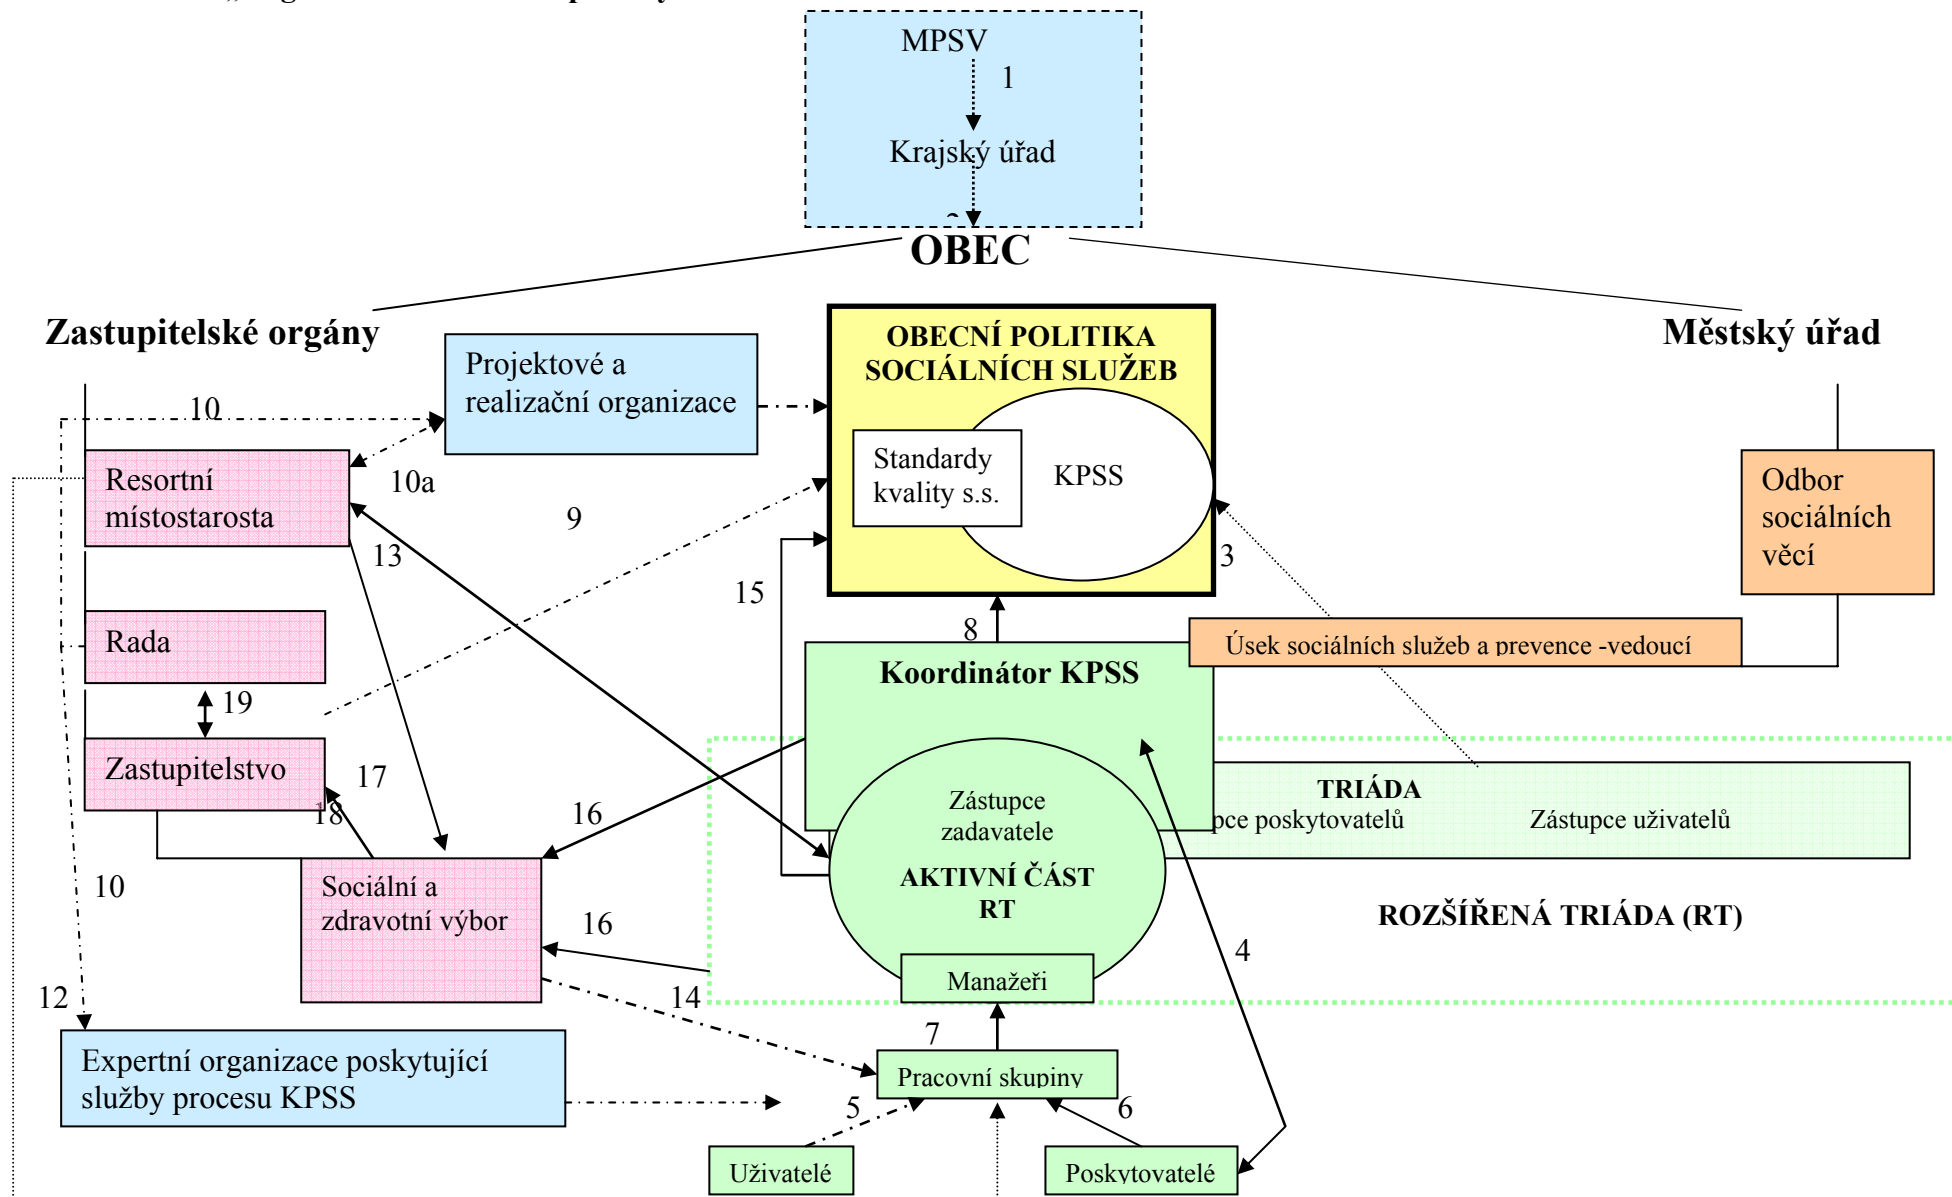 MPSV
1
Krajský úřad
OBEC
Zastupitelské orgány
Městský úřad
OBECNÍ POLITIKA
SOCIÁLNÍCH SLUŽEB
Projektové a
realizační organizace
10
Standardy
kvality s.s.
KPSS
Resortní
místostarosta
10a
9
Odbor
sociálních
věcí
13
3
15
8
Rada
Úsek sociálních služeb a prevence -vedoucí
Koordinátor KPSS
19
Zastupitelstvo
17
18
16
TRIÁDA
Zástupce
zadavatele
poskytovatelů
Zástupce uživatelů
AKTIVNÍ ČÁST
RT
Sociální a
zdravotní výbor
10
16
ROZŠÍŘENÁ TRIÁDA (RT)
4
Manažeři
12
14
7
Expertní organizace poskytující
služby procesu KPSS
Pracovní skupiny
5
6
Uživatelé
Poskytovatelé